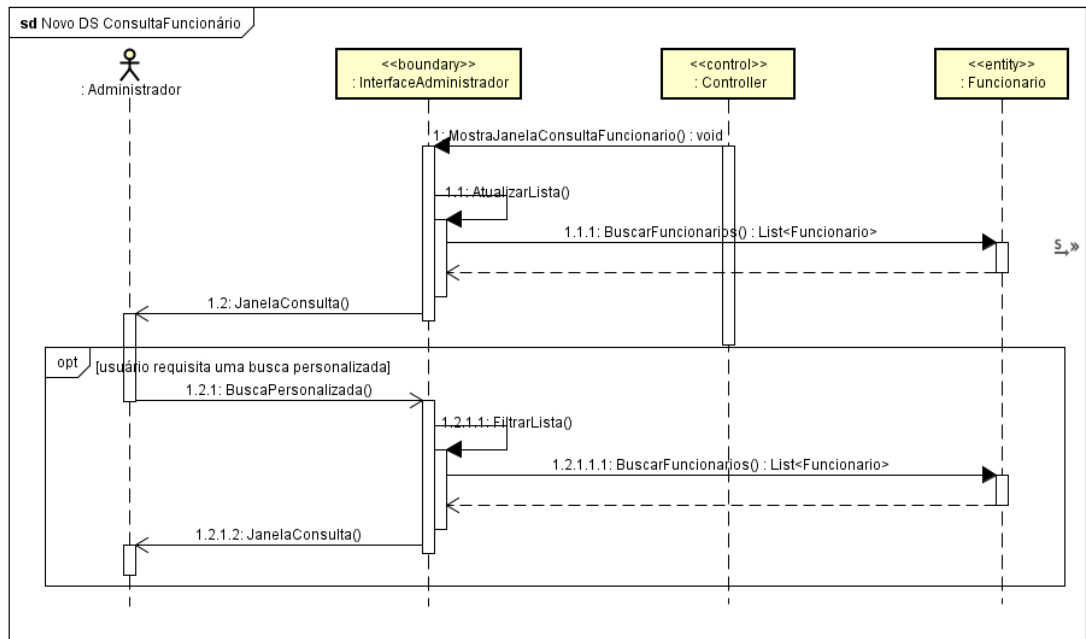 sd Novo DS ConsultaFuncionário
<<boundary>>
: InterfaceAdministrador
<<control>>
: Controller
<<entity>>
: Funcionario
: Administrador
1: MostraJanelaConsultaFuncionario() : void
1.1: AtualizarLista()
1.1.1: BuscarFuncionarios() : List<Funcionario>
S »
1.2: JanelaConsulta()
opt
[usuário requisita uma busca personalizada]
1.2.1: BuscaPersonalizada()
1.2.1.1: FiltrarLista()
1.2.1.1.1: BuscarFuncionarios() : List<Funcionario>
1.2.1.2: JanelaConsulta()